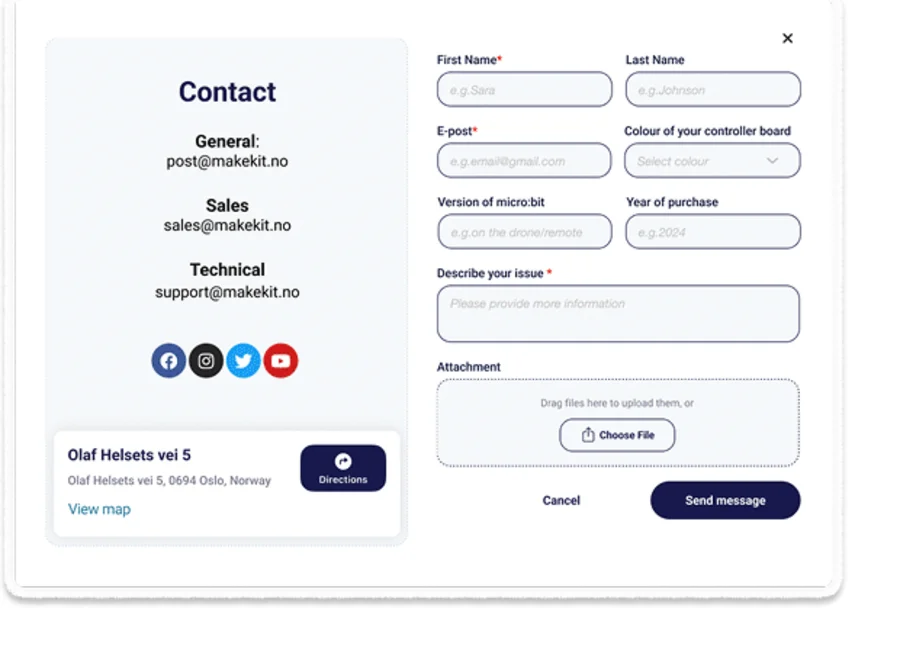 Contact
General:
post@makekit.no
Sales
sales@makekit.no
Technical
support@makekit.no
Olaf Helsets vei 5
Olaf Helsets vei 5, 0694 Oslo, Norway
View map
Directions
First Name*
e.g.Sara
Last Name
e.g.Johnson
E-post*
e.g.email@gmail.com
Colour of your controller board
Select colour
Version of micro:bit
e.g.on the drone/remote
Year of purchase
e.g.2024
Describe your issue *
Please provide more information
Attachment
Drag files here to upload them, or
Choose File
Cancel
Send message